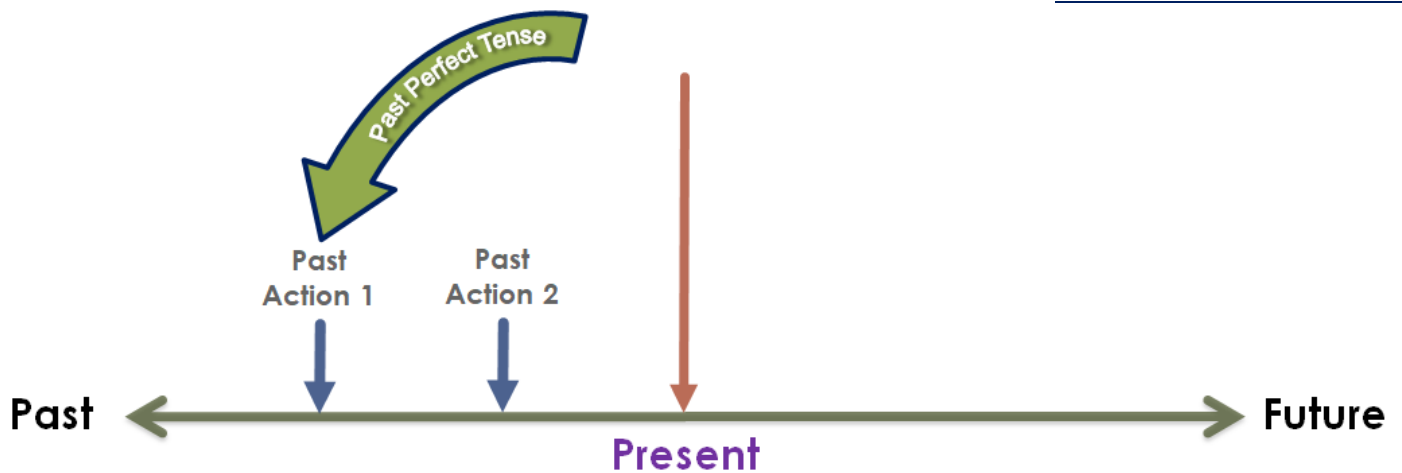 Past Perfect Tense
Past
Action 1
Past
Action 2
Past
Future
Present